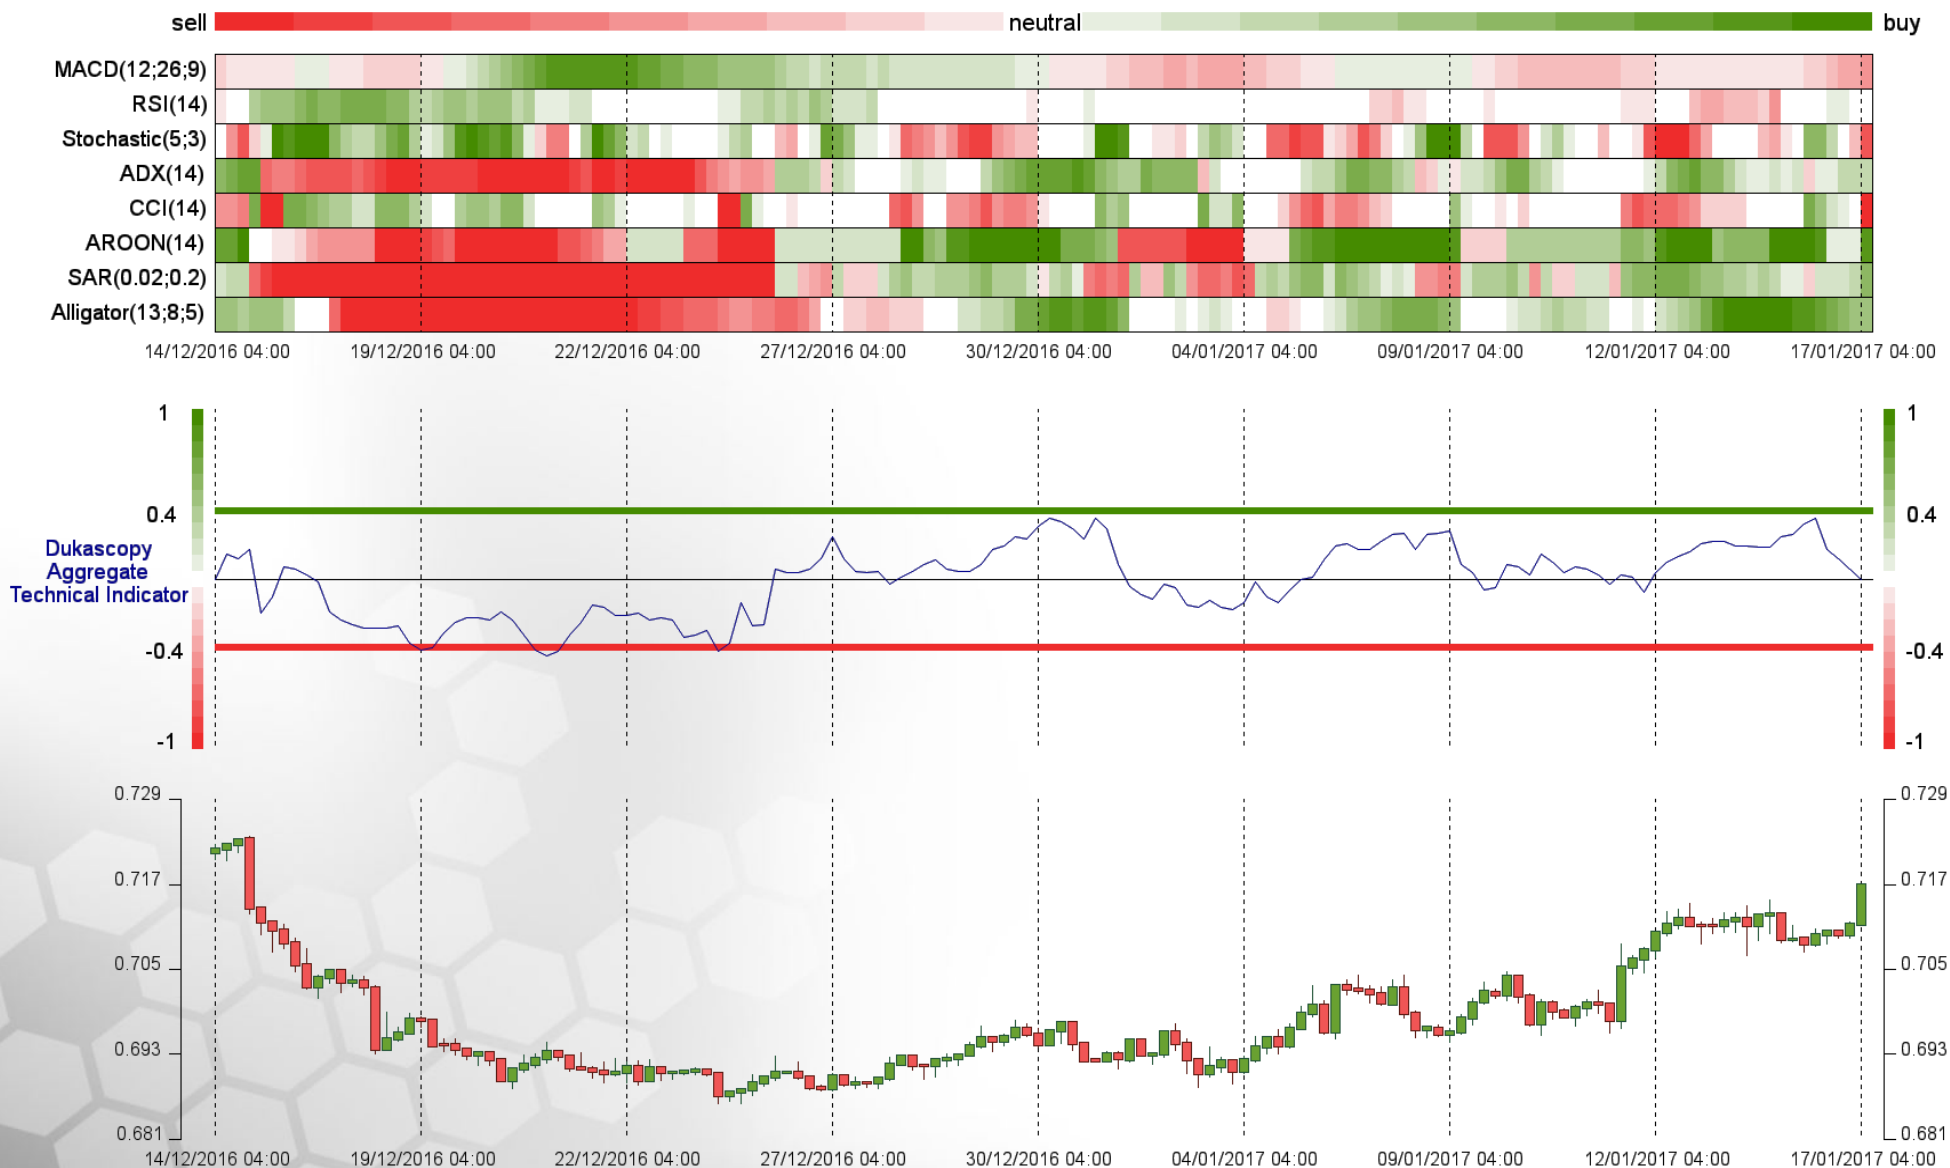 sell neutral buy
MACD(12;26;9)
RSI(14)
Stochastic(5;3)
ADX(14)
CCI(14)
AROON(14)
SAR(0.02;0.2)
Alligator(13;8;5)
14/12/2016 04:00 19/12/2016 04:00 22/12/2016 04:00 27/12/2016 04:00 30/12/2016 04:00 04/01/2017 04:00 09/01/2017 04:00 12/01/2017 04:00 17/01/2017 04:00
1 1
0.4 0.4
Dukascopy
Aggregate
Technical Indicator
-0.4 -0.4
-1 -1
0.729 0.729
0.717 0.717
0.705 0.705
0.693 0.693
0.681 0.681
14/12/2016 04:00 19/12/2016 04:00 22/12/2016 04:00 27/12/2016 04:00 30/12/2016 04:00 04/01/2017 04:00 09/01/2017 04:00 12/01/2017 04:00 17/01/2017 04:00